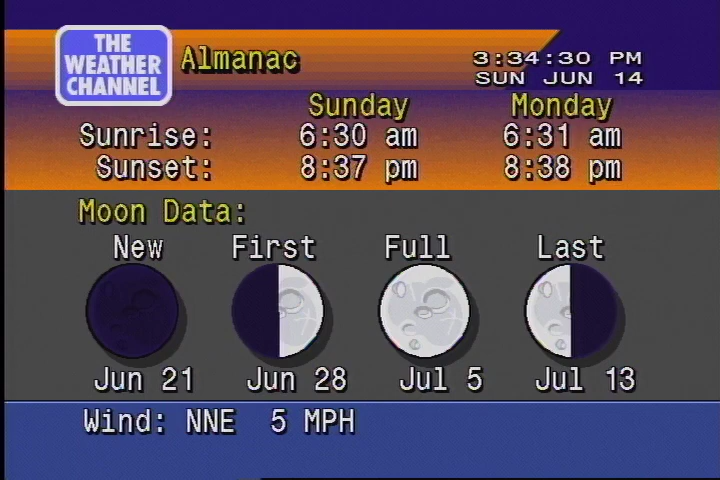 THE
WEATHER
CHANNEL
Almanac
3:34:30 PM
SUN JUN 14
Sunday Monday
Sunrise: 6:30 am 6:31 am
Sunset: 8:37 pm 8:38 pm
Moon Data:
New First Full Last
Jun 21 Jun 28 Jul 5 Jul 13
Wind: NNE 5 MPH